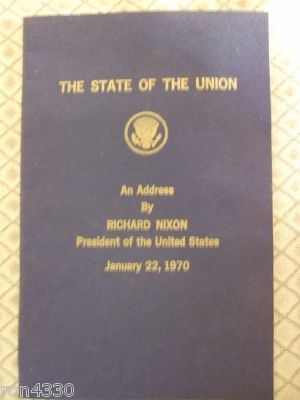 THE STATE OF THE UNION
An Address
By
RICHARD NIXON
President of the United States
January 22, 1970
ron4330